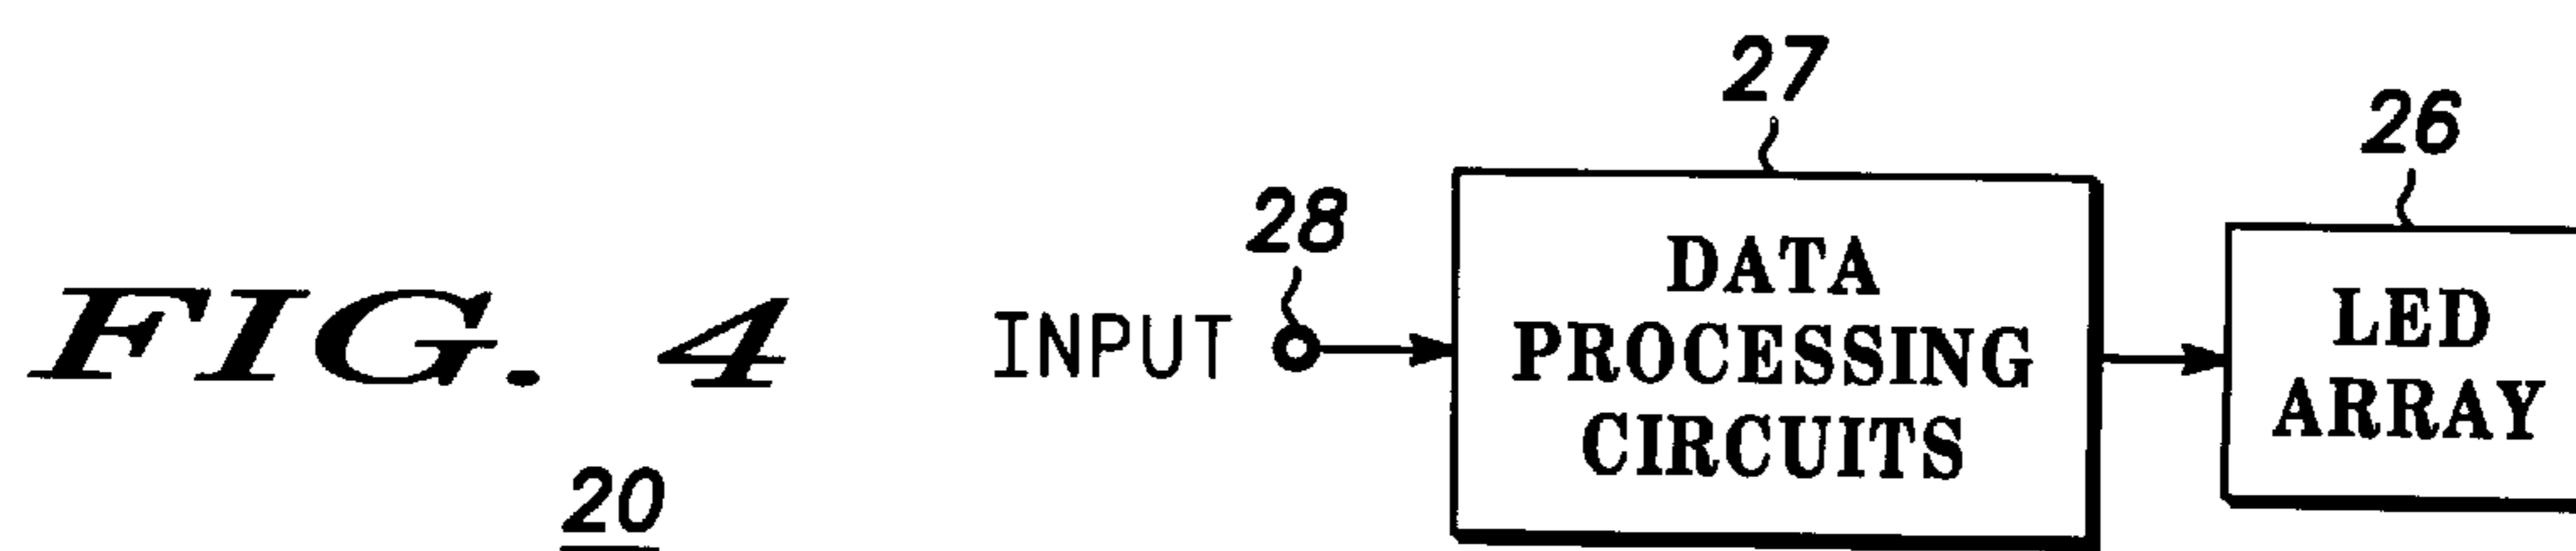 27
26
28
DATA
PROCESSING
CIRCUITS
LED
ARRAY
FIG. 4
INPUT
20